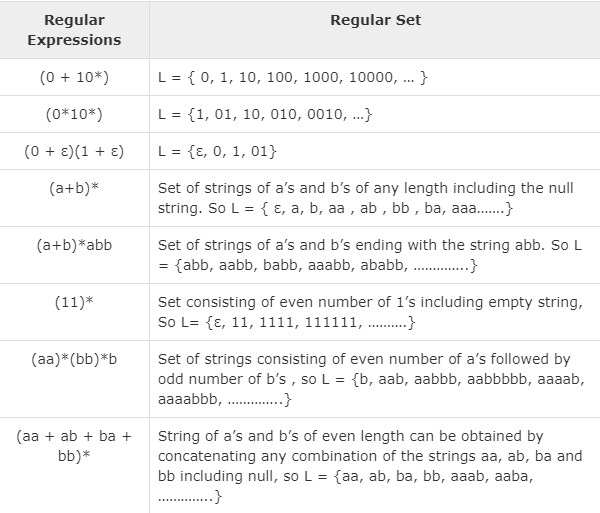 Regular Expressions
Regular Set
(0 + 10*)
L = { 0, 1, 10, 100, 1000, 10000, … }
(0*10*)
L = {1, 01, 10, 010, 0010, …}
(0 + ε)(1 + ε)
L = {ε, 0, 1, 01}
(a+b)*
Set of strings of a’s and b’s of any length including the null
string. So L = { ε, a, b, aa , ab , bb , ba, aaa.......}
(a+b)*abb
Set of strings of a’s and b’s ending with the string abb. So L
= {abb, aabb, babb, aaabb, ababb, ..............}
(11)*
Set consisting of even number of 1’s including empty string,
So L= {ε, 11, 1111, 111111, ..........}
(aa)*(bb)*b
Set of strings consisting of even number of a’s followed by
odd number of b’s , so L = {b, aab, aabbb, aabbbbb, aaaab,
aaaabbb, ..............}
(aa + ab + ba +
bb)*
String of a’s and b’s of even length can be obtained by
concatenating any combination of the strings aa, ab, ba and
bb including null, so L = {aa, ab, ba, bb, aaab, aaba,
..............}